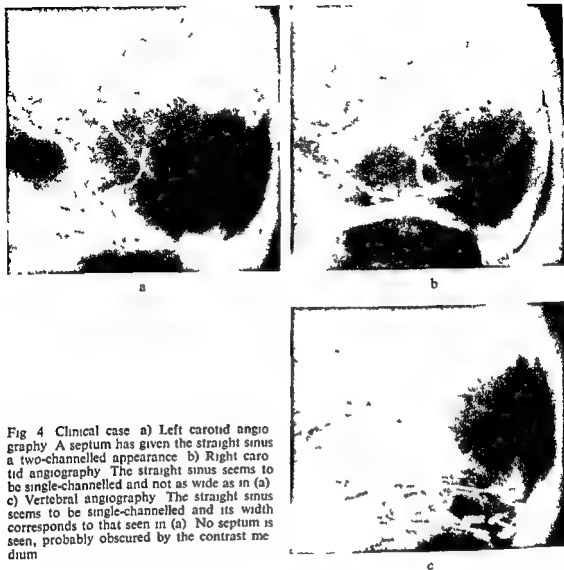 a
b
Fig 4 Clinical case a) Left carotid angio
graphy A septum has given the straight sinus
a two-channelled appearance b) Right caro
tid angiography The straight sinus seems to
be single-channelled and not as wide as in (a)
c) Vertebral angiography The straight sinus
seems to be single-channelled and its width
corresponds to that seen in (a) No septum is
seen, probably obscured by the contrast me
dium
c